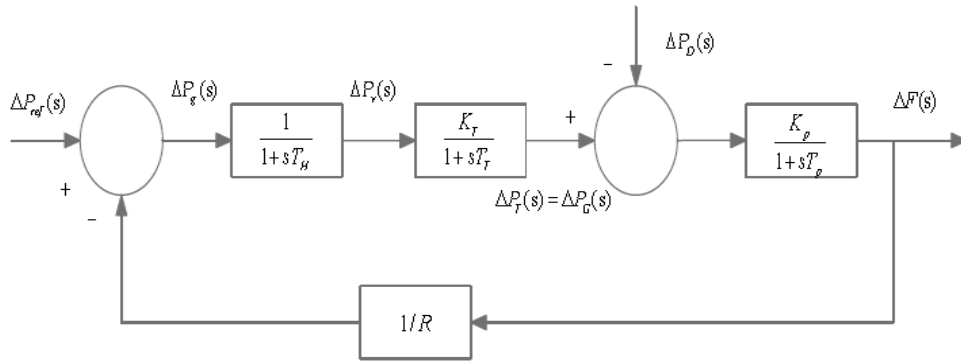 ΔP_D(s)
−
ΔP_ref(s)
ΔP_g(s)
ΔP_v(s)
ΔF(s)
1 / 1+sT_H
K_T / 1+sT_T
+
K_p / 1+sT_p
+
−
ΔP_T(s) = ΔP_G(s)
1/R